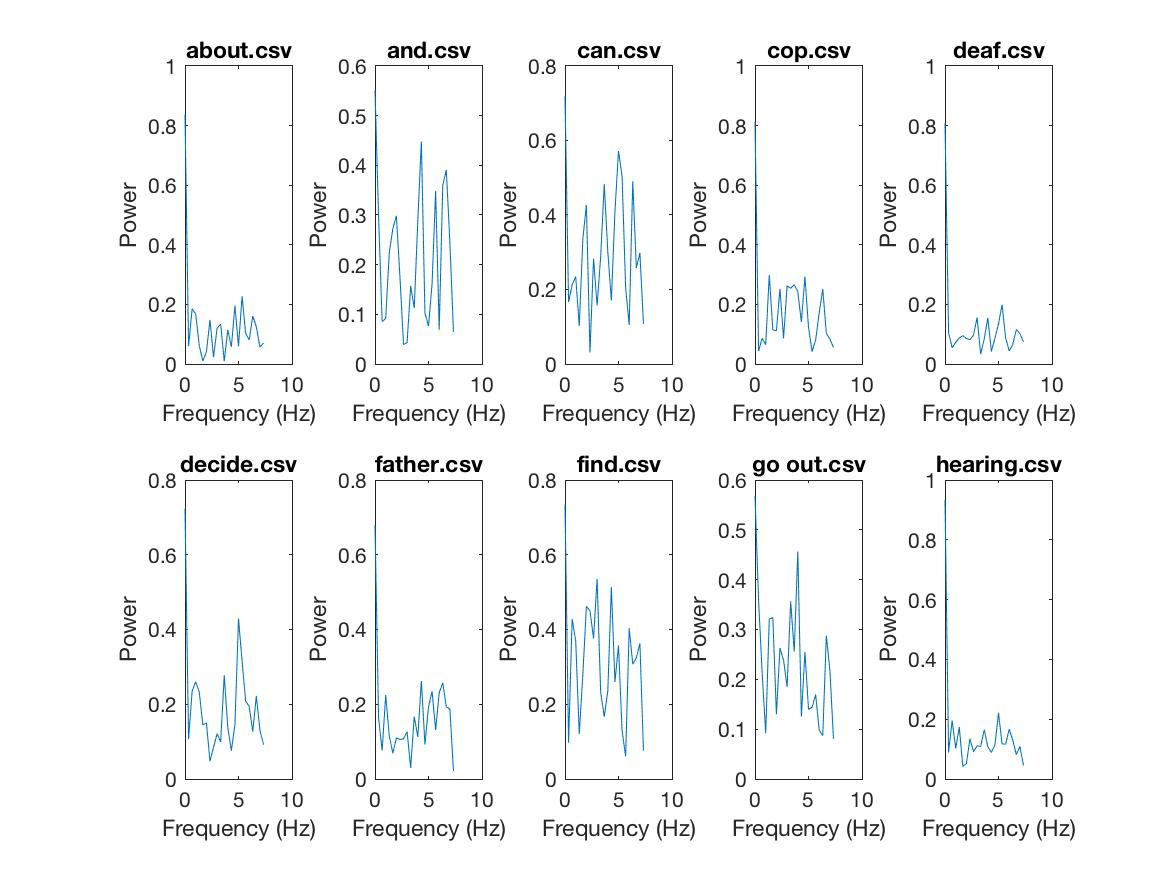 about.csv
1
0.8
0.6
0.4
0.2
0
Power
0 5 10
Frequency (Hz)
and.csv
0.6
0.5
0.4
0.3
0.2
0.1
0
Power
0 5 10
Frequency (Hz)
can.csv
0.8
0.6
0.4
0.2
0
Power
0 5 10
Frequency (Hz)
cop.csv
1
0.8
0.6
0.4
0.2
0
Power
0 5 10
Frequency (Hz)
deaf.csv
1
0.8
0.6
0.4
0.2
0
Power
0 5 10
Frequency (Hz)
decide.csv
0.8
0.6
0.4
0.2
0
Power
0 5 10
Frequency (Hz)
father.csv
0.8
0.6
0.4
0.2
0
Power
0 5 10
Frequency (Hz)
find.csv
0.8
0.6
0.4
0.2
0
Power
0 5 10
Frequency (Hz)
go out.csv
0.6
0.5
0.4
0.3
0.2
0.1
0
Power
0 5 10
Frequency (Hz)
hearing.csv
1
0.8
0.6
0.4
0.2
0
Power
0 5 10
Frequency (Hz)